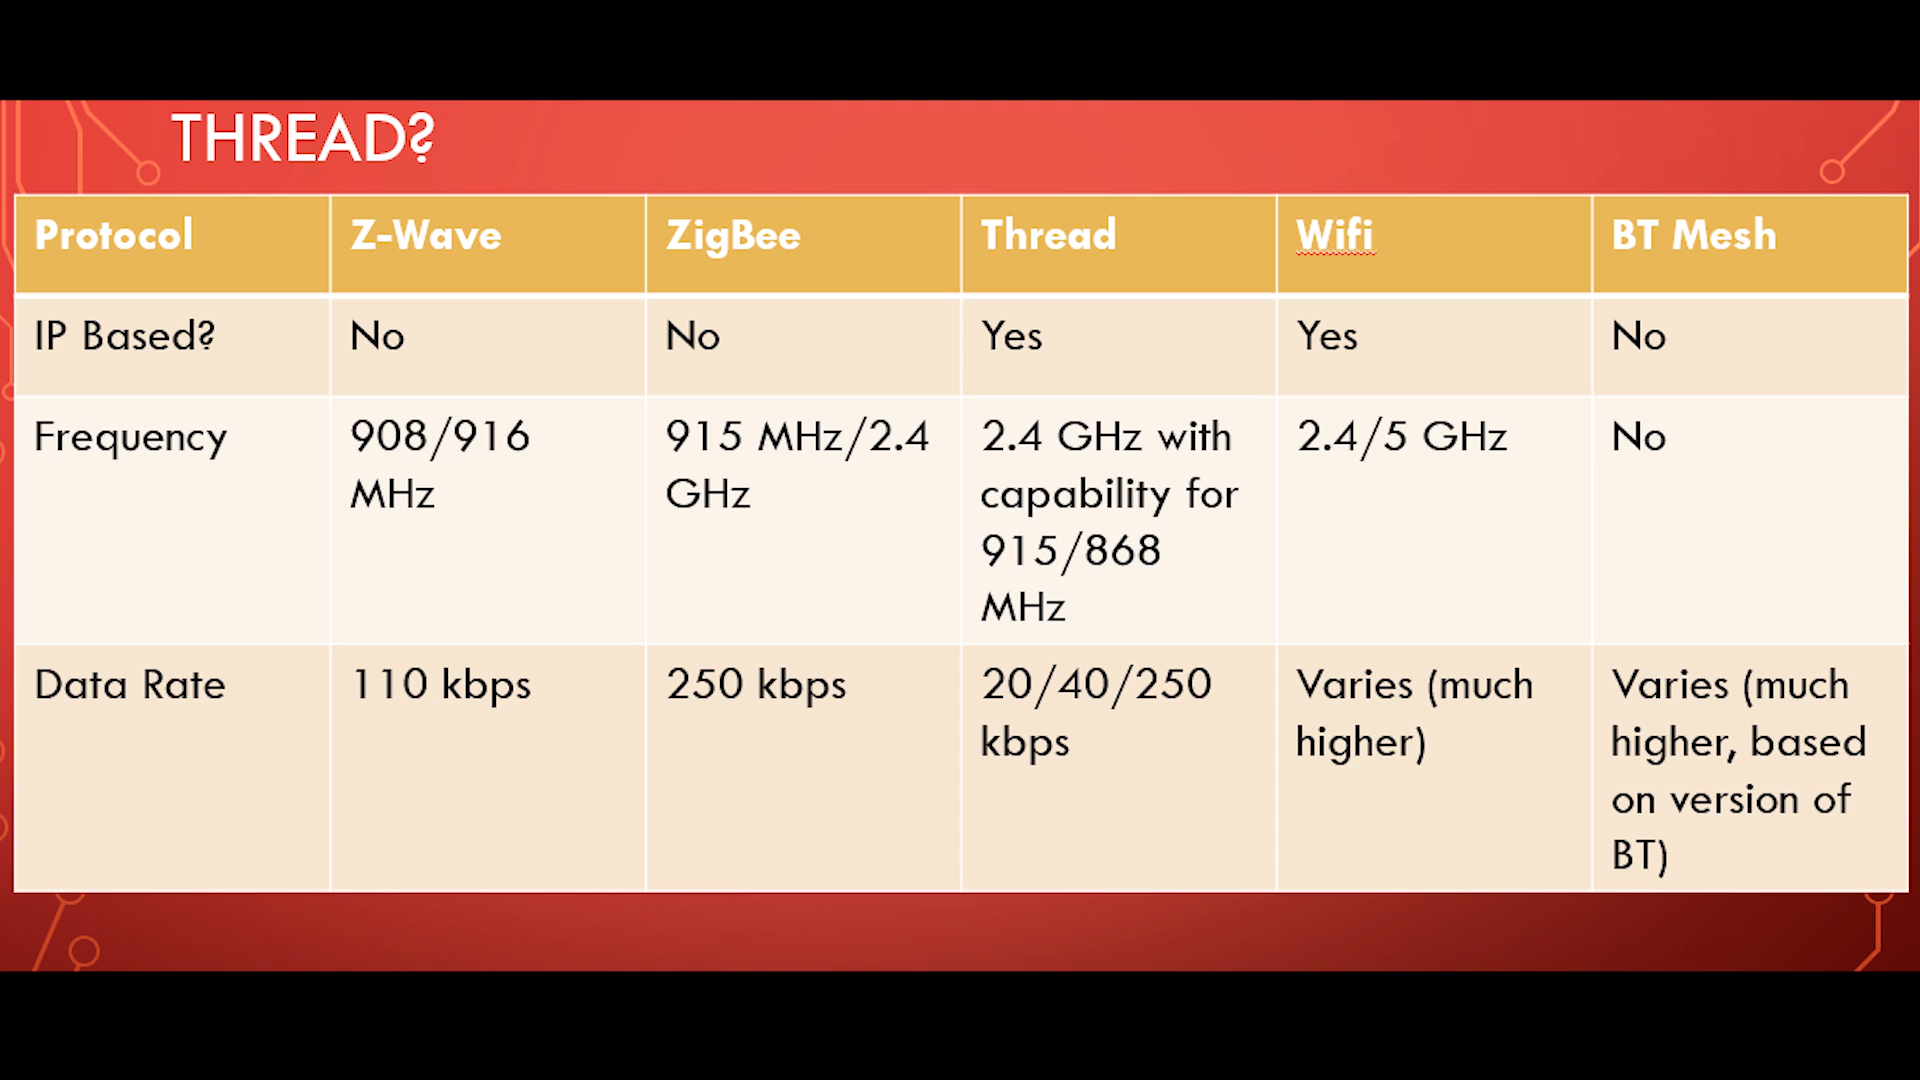 THREAD?
Protocol Z-Wave ZigBee Thread Wifi BT Mesh
IP Based? No No Yes Yes No
Frequency 908/916 MHz 915 MHz/2.4 GHz 2.4 GHz with capability for 915/868 MHz 2.4/5 GHz No
Data Rate 110 kbps 250 kbps 20/40/250 kbps Varies (much higher) Varies (much higher, based on version of BT)